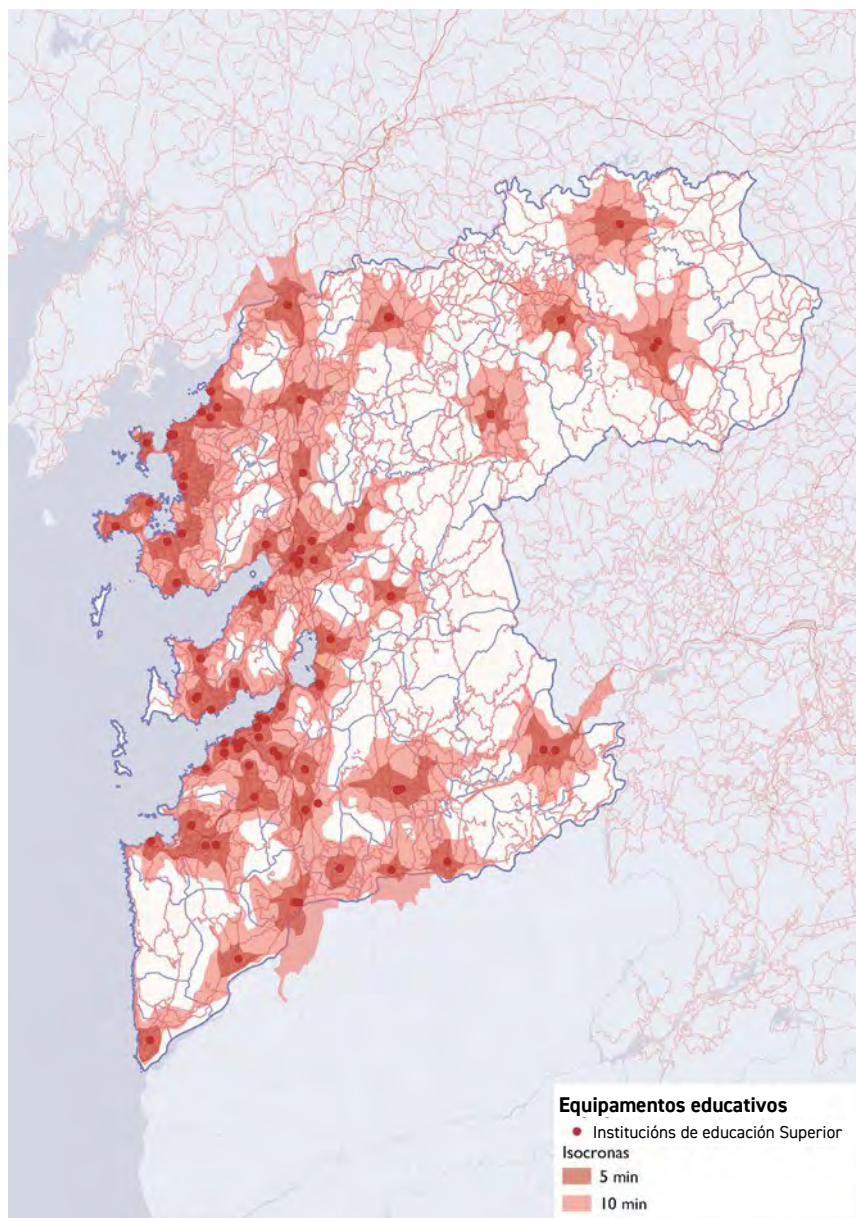 Equipamentos educativos
Institucións de educación Superior
Isocronas
5 min
10 min